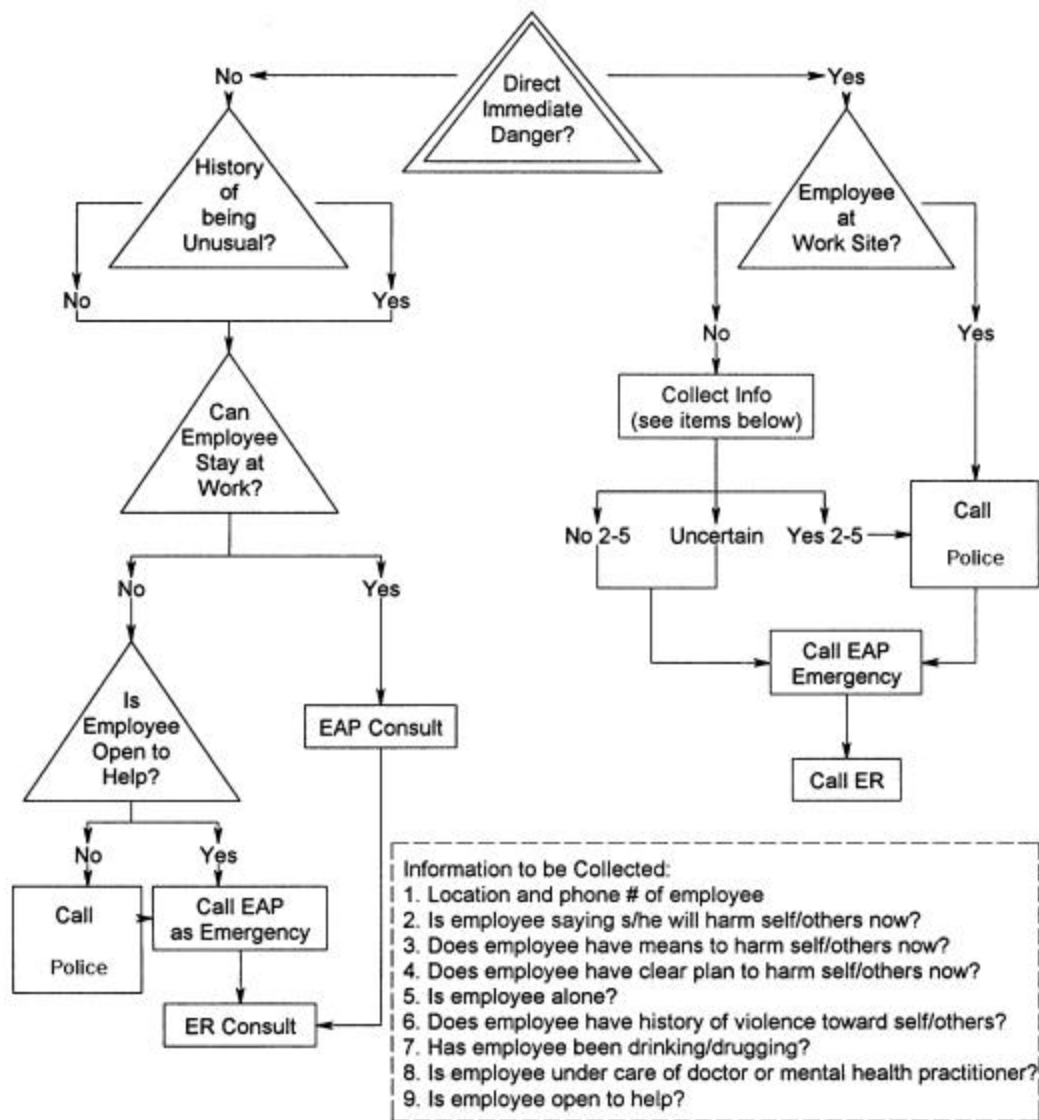 No
Direct
Immediate
Danger?
Yes
History
of
being
Unusual?
Employee
at
Work Site?
No
Yes
No
Yes
Can
Employee
Stay at
Work?
Collect Info
(see items below)
No 2-5
Uncertain
Yes 2-5
Call
Police
No
Yes
Call EAP
Emergency
Is
Employee
Open to
Help?
EAP Consult
Call ER
No
Yes
Call
Police
Call EAP
as Emergency
ER Consult
Information to be Collected:
1. Location and phone # of employee
2. Is employee saying s/he will harm self/others now?
3. Does employee have means to harm self/others now?
4. Does employee have clear plan to harm self/others now?
5. Is employee alone?
6. Does employee have history of violence toward self/others?
7. Has employee been drinking/drugging?
8. Is employee under care of doctor or mental health practitioner?
9. Is employee open to help?